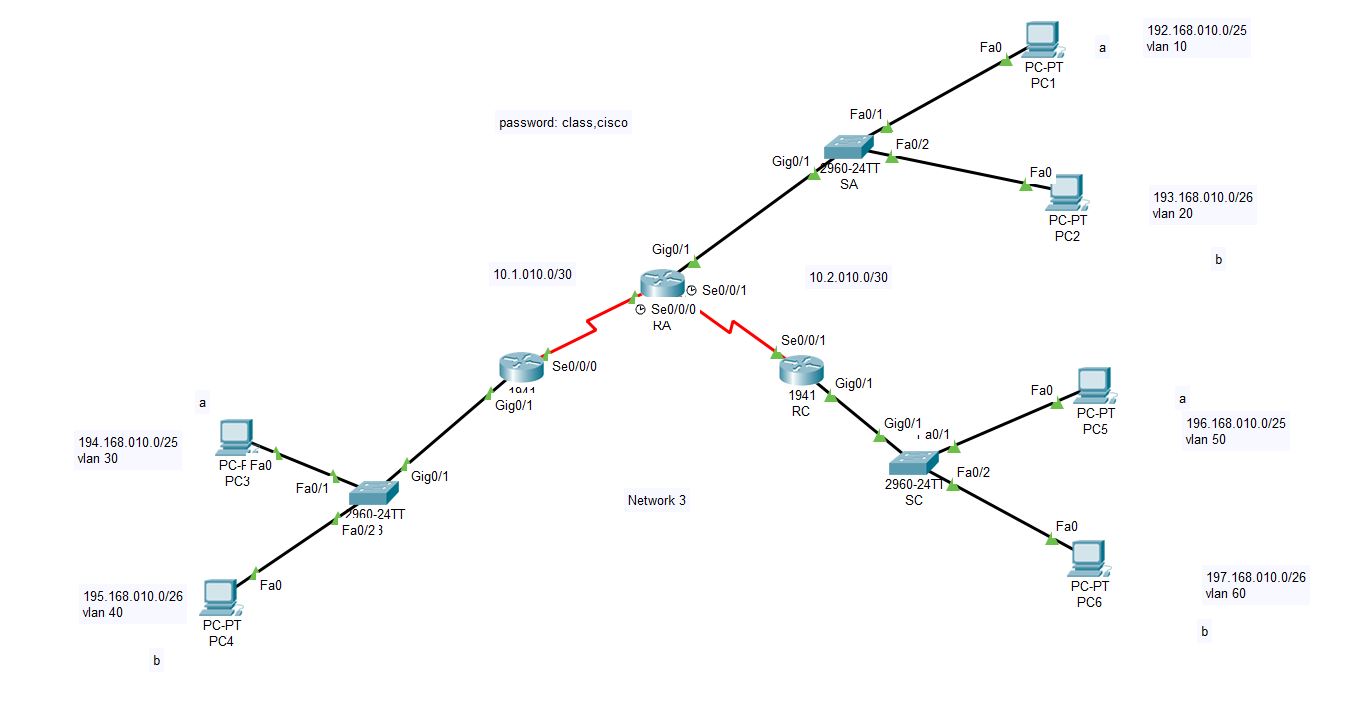 192.168.010.0/25
vlan 10
a
Fa0
PC-PT
PC1
password: class,cisco
Fa0/1
Fa0/2
Gig0/1
2960-24TT
SA
Fa0
PC-PT
PC2
193.168.010.0/26
vlan 20
b
Gig0/1
10.1.010.0/30
10.2.010.0/30
Se0/0/1
Se0/0/0
RA
Se0/0/0
1941
Gig0/1
Se0/0/1
1941
RC
Gig0/1
Gig0/1
Fa0/1
Fa0/2
2960-24TT
SC
Fa0
PC-PT
PC5
a
196.168.010.0/25
vlan 50
a
194.168.010.0/25
vlan 30
Fa0
PC3
Fa0/1
Gig0/1
2960-24TT
Fa0/2
Network 3
Fa0
PC-PT
PC4
195.168.010.0/26
vlan 40
b
Fa0
PC-PT
PC6
197.168.010.0/26
vlan 60
b